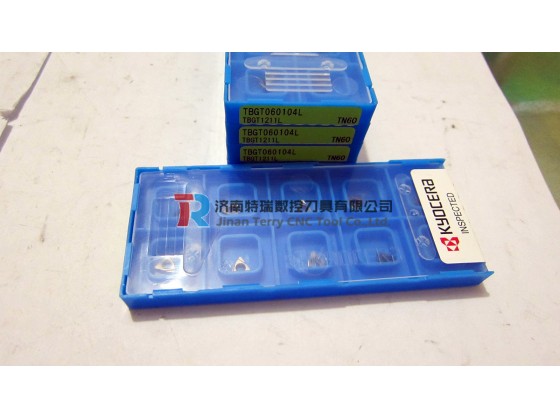 TBGT060104L
TBGT1211L TN60
TBGT060104L
TBGT1211L TN60
TBGT060104L
TBGT1211L TN60
TR 济南特瑞数控刀具有限公司
Jinan Terry CNC Tool Co.,Ltd
KYOCERA
INSPECTED